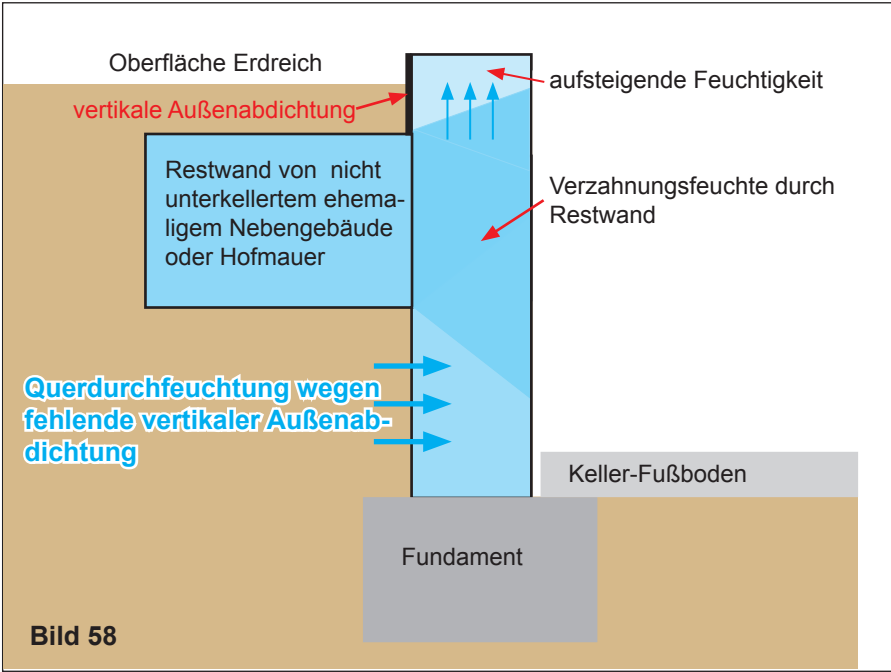 Oberfläche Erdreich
aufsteigende Feuchtigkeit
vertikale Außenabdichtung
Restwand von nicht
unterkellertem ehema-
ligem Nebengebäude
oder Hofmauer
Verzahnungsfeuchte durch
Restwand
Querdurchfeuchtung wegen
fehlende vertikaler Außenab-
dichtung
Keller-Fußboden
Fundament
Bild 58